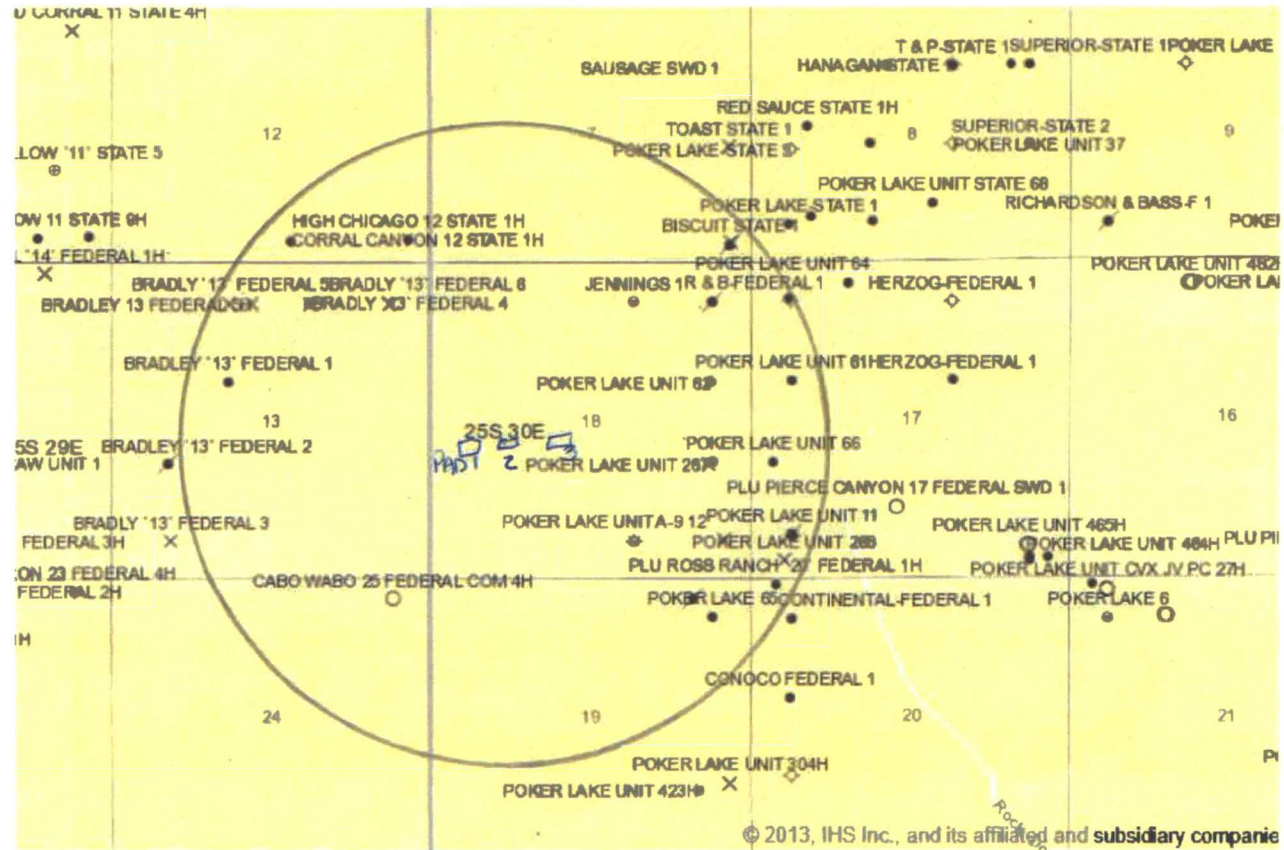 D CORRAL 11 STATE 4H
T & P-STATE 1 SUPERIOR-STATE 1 POKER LAKE
SAUSAGE SWD 1
HANAGAN STATE
RED SAUCE STATE 1H
12
7
TOAST STATE 1
8
SUPERIOR-STATE 2
9
LLOW "11" STATE 5
POKER LAKE-STATE
POKER LAKE UNIT 37
POKER LAKE UNIT STATE 68
OW 11 STATE 9H
HIGH CHICAGO 12 STATE 1H
POKER LAKE-STATE 1
RICHARDSON & BASS-F 1
POKE
CORRAL CANYON 12 STATE 1H
BISCUIT STATE 1
L "14" FEDERAL 1H
POKER LAKE UNIT 64
POKER LAKE UNIT 482H
BRADLY "13" FEDERAL 5 BRADLY "13" FEDERAL 6
JENNINGS 1 R & B-FEDERAL 1
HERZOG-FEDERAL 1
POKER LA
BRADLEY 13 FEDERAL
BRADLY "13" FEDERAL 4
BRADLEY "13" FEDERAL 1
POKER LAKE UNIT 61 HERZOG-FEDERAL 1
POKER LAKE UNIT 62
13
18
17
16
25S 30E
5S 29E
BRADLEY "13" FEDERAL 2
POKER LAKE UNIT 66
AW UNIT 1
PAD 1 2 3
POKER LAKE UNIT 267
PLU PIERCE CANYON 17 FEDERAL SWD 1
BRADLY "13" FEDERAL 3
POKER LAKE UNIT A-9 12
POKER LAKE UNIT 11
POKER LAKE UNIT 465H
FEDERAL 3H
POKER LAKE UNIT
POKER LAKE UNIT 464H
PLU PI
PLU ROSS RANCH "20" FEDERAL 1H
POKER LAKE UNIT CVX JV PC 27H
ON 23 FEDERAL 4H
CABO WABO 25 FEDERAL COM 4H
FEDERAL 2H
POKER LAKE 65 CONTINENTAL-FEDERAL 1
POKER LAKE 6
1H
CONOCO FEDERAL 1
24
19
20
21
POKER LAKE UNIT 304H
POKER LAKE UNIT 423H
© 2013, IHS Inc., and its affiliated and subsidiary companie